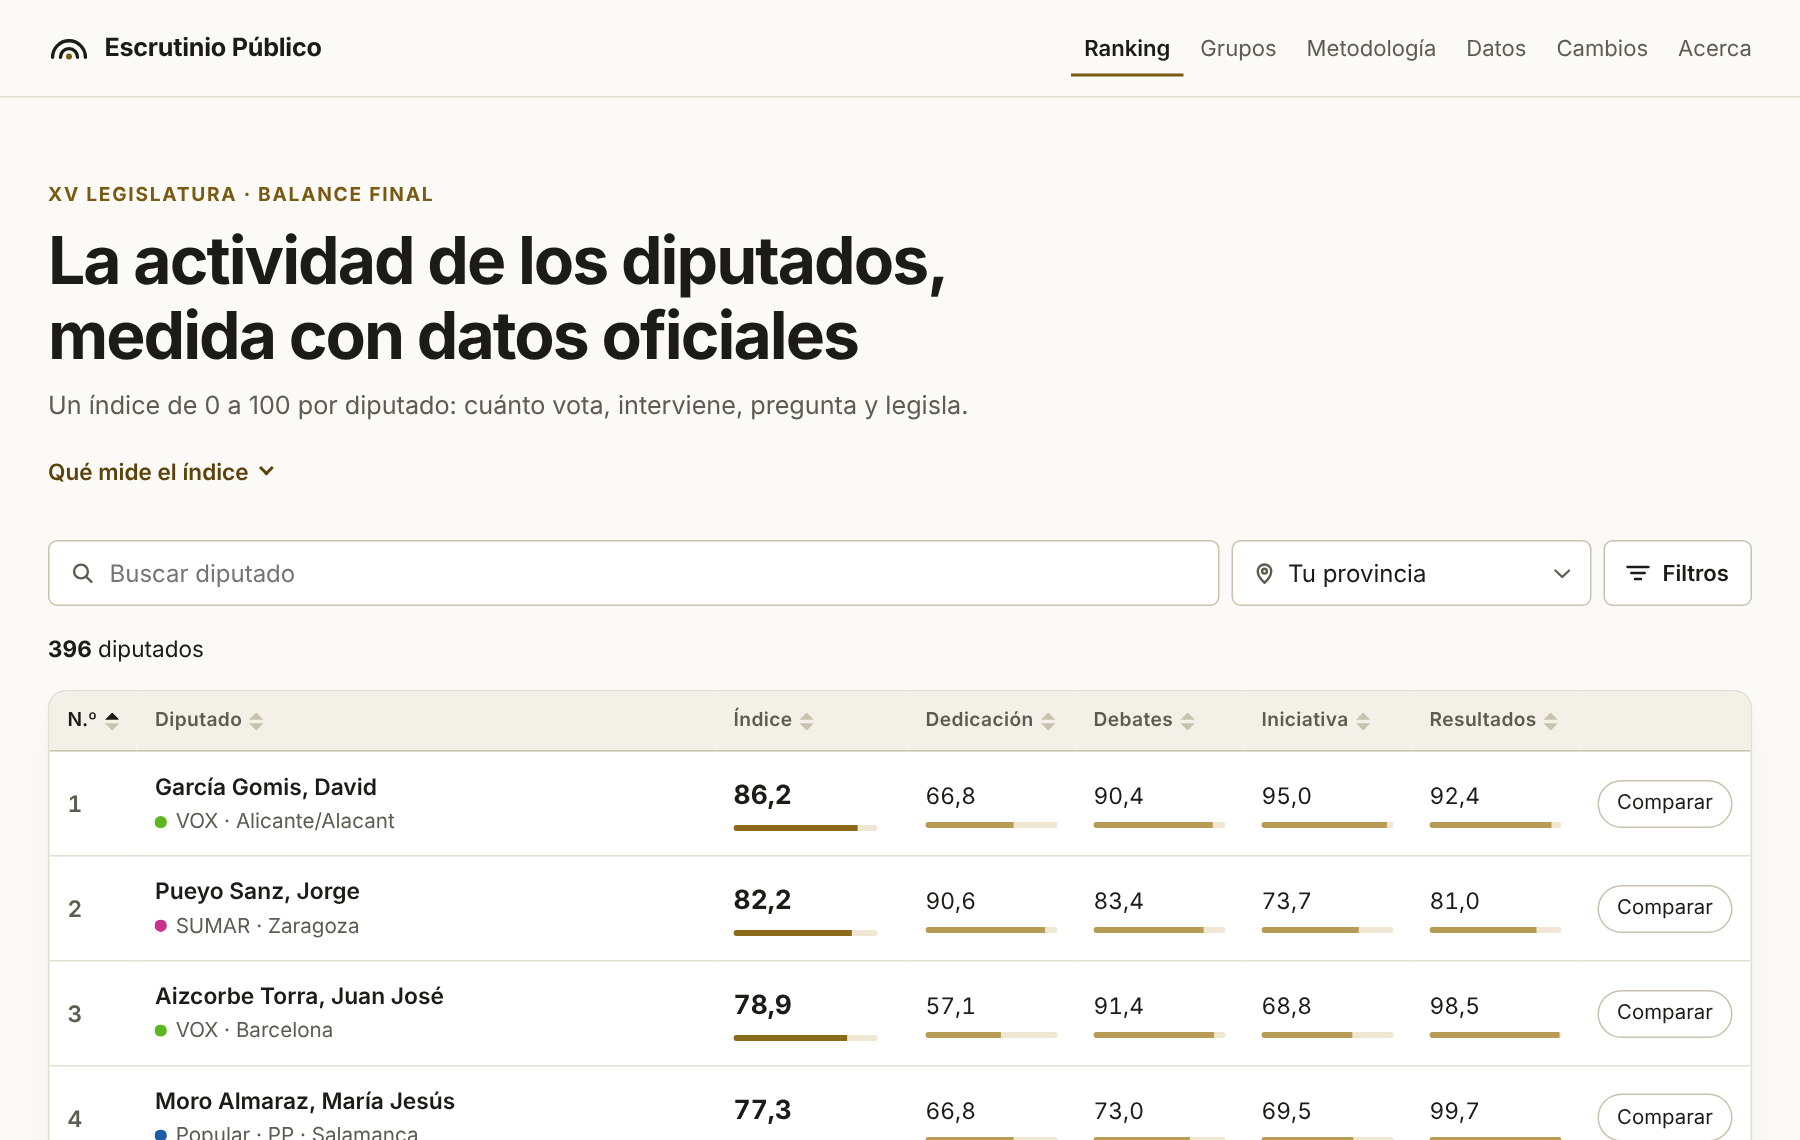 Escrutinio Público
Ranking Grupos Metodología Datos Cambios Acerca
XV LEGISLATURA · BALANCE FINAL
La actividad de los diputados,
medida con datos oficiales
Un índice de 0 a 100 por diputado: cuánto vota, interviene, pregunta y legisla.
Qué mide el índice
Buscar diputado
Tu provincia
Filtros
396 diputados
N.º Diputado Índice Dedicación Debates Iniciativa Resultados
1 García Gomis, David 86,2 66,8 90,4 95,0 92,4 Comparar
VOX · Alicante/Alacant
2 Pueyo Sanz, Jorge 82,2 90,6 83,4 73,7 81,0 Comparar
SUMAR · Zaragoza
3 Aizcorbe Torra, Juan José 78,9 57,1 91,4 68,8 98,5 Comparar
VOX · Barcelona
4 Moro Almaraz, María Jesús 77,3 66,8 73,0 69,5 99,7 Comparar
Popular · PP · Salamanca